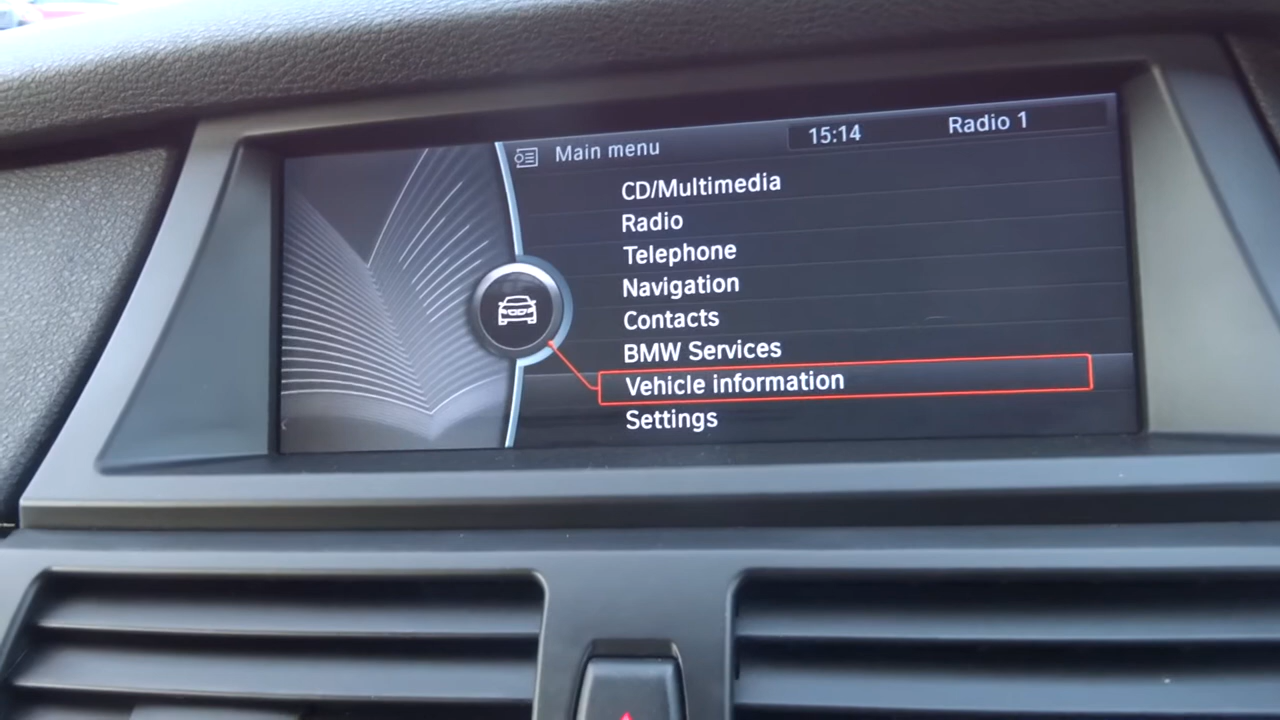 Main menu
15:14
Radio 1
CD/Multimedia
Radio
Telephone
Navigation
Contacts
BMW Services
Vehicle information
Settings